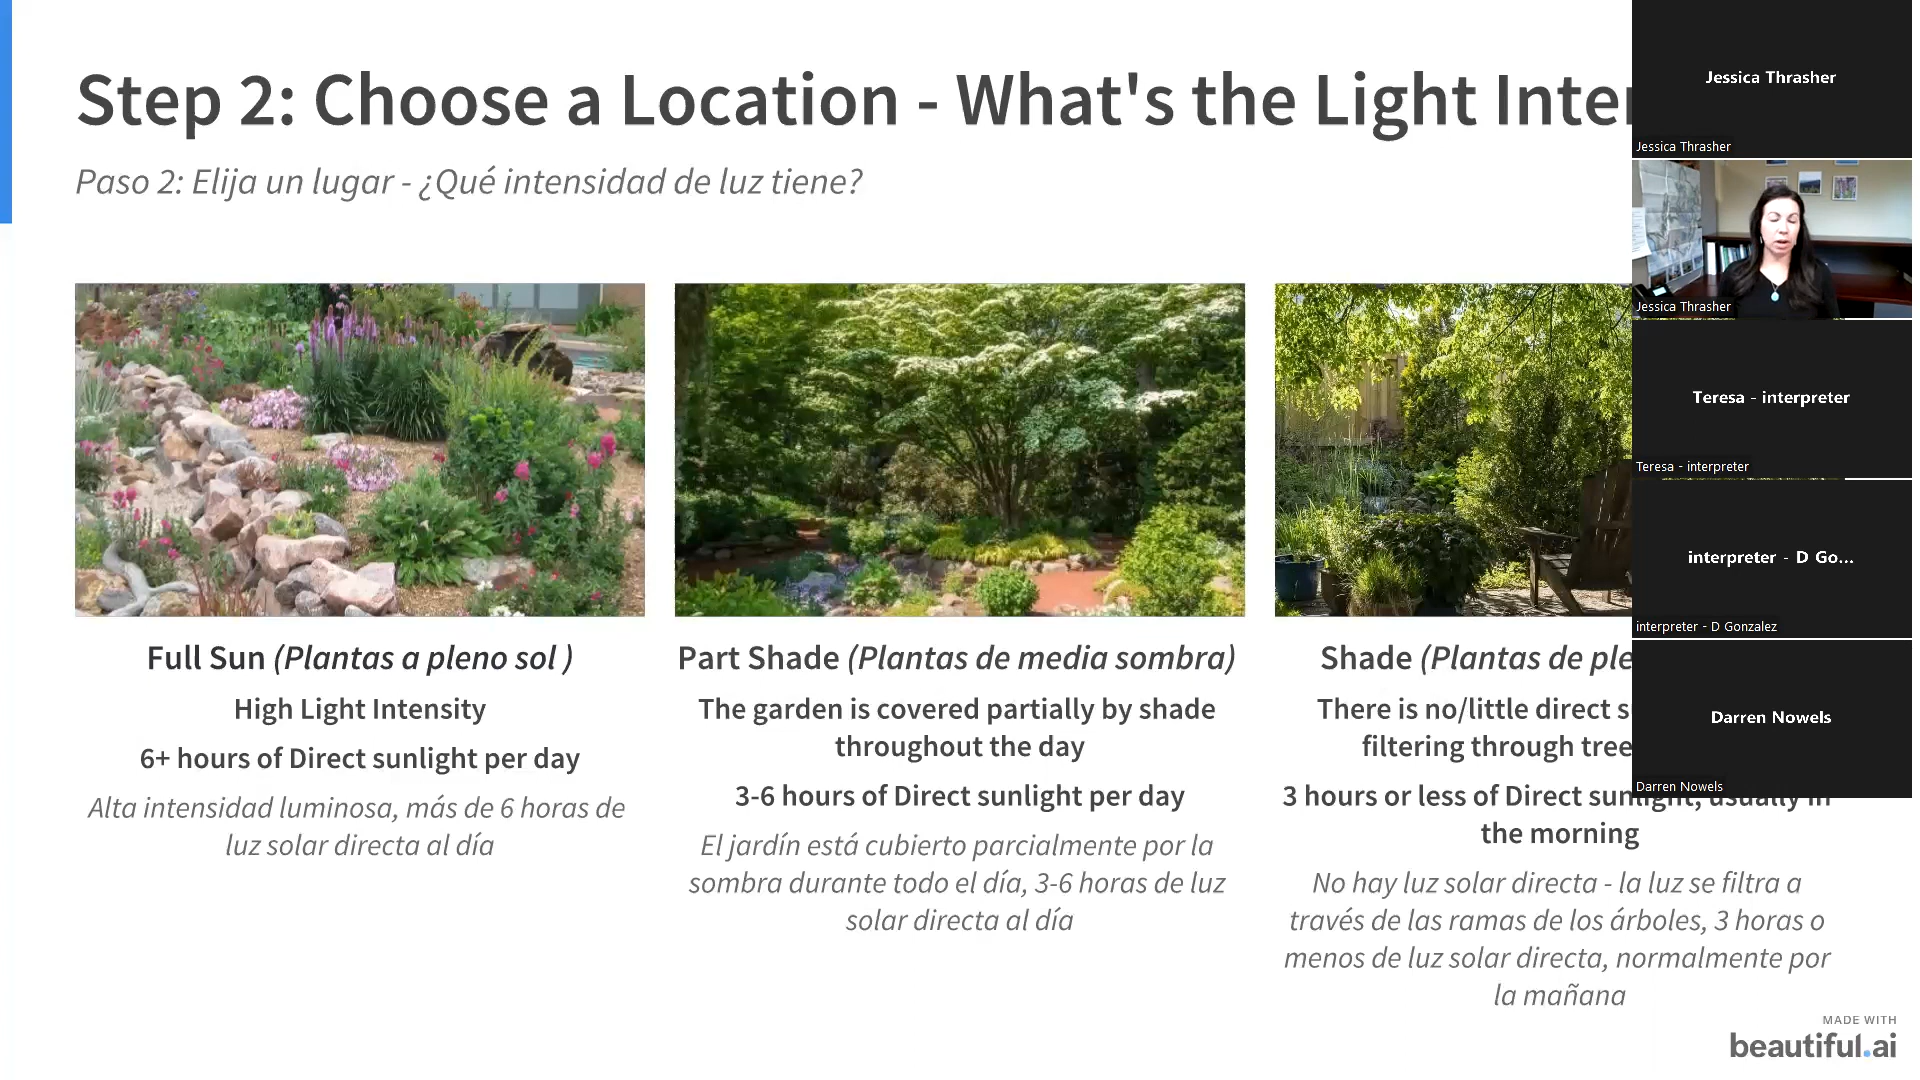 Step 2: Choose a Location - What's the Light
Paso 2: Elija un lugar - ¿Qué intensidad de luz tiene?
Full Sun (Plantas a pleno sol )
High Light Intensity
6+ hours of Direct sunlight per day
Alta intensidad luminosa, más de 6 horas de
luz solar directa al día
Part Shade (Plantas de media sombra)
The garden is covered partially by shade
throughout the day
3-6 hours of Direct sunlight per day
El jardín está cubierto parcialmente por la
sombra durante todo el día, 3-6 horas de luz
solar directa al día
Shade (Plantas de
There is no/little direct
filtering through
3 hours or less of Direct sunlight, usually in
the morning
No hay luz solar directa - la luz se filtra a
través de las ramas de los árboles, 3 horas o
menos de luz solar directa, normalmente por
la mañana
Jessica Thrasher
Jessica Thrasher
Jessica Thrasher
Teresa - interpreter
Teresa - interpreter
interpreter - D Go...
interpreter - D Gonzalez
Darren Nowels
Darren Nowels
MADE WITH
beautiful.ai